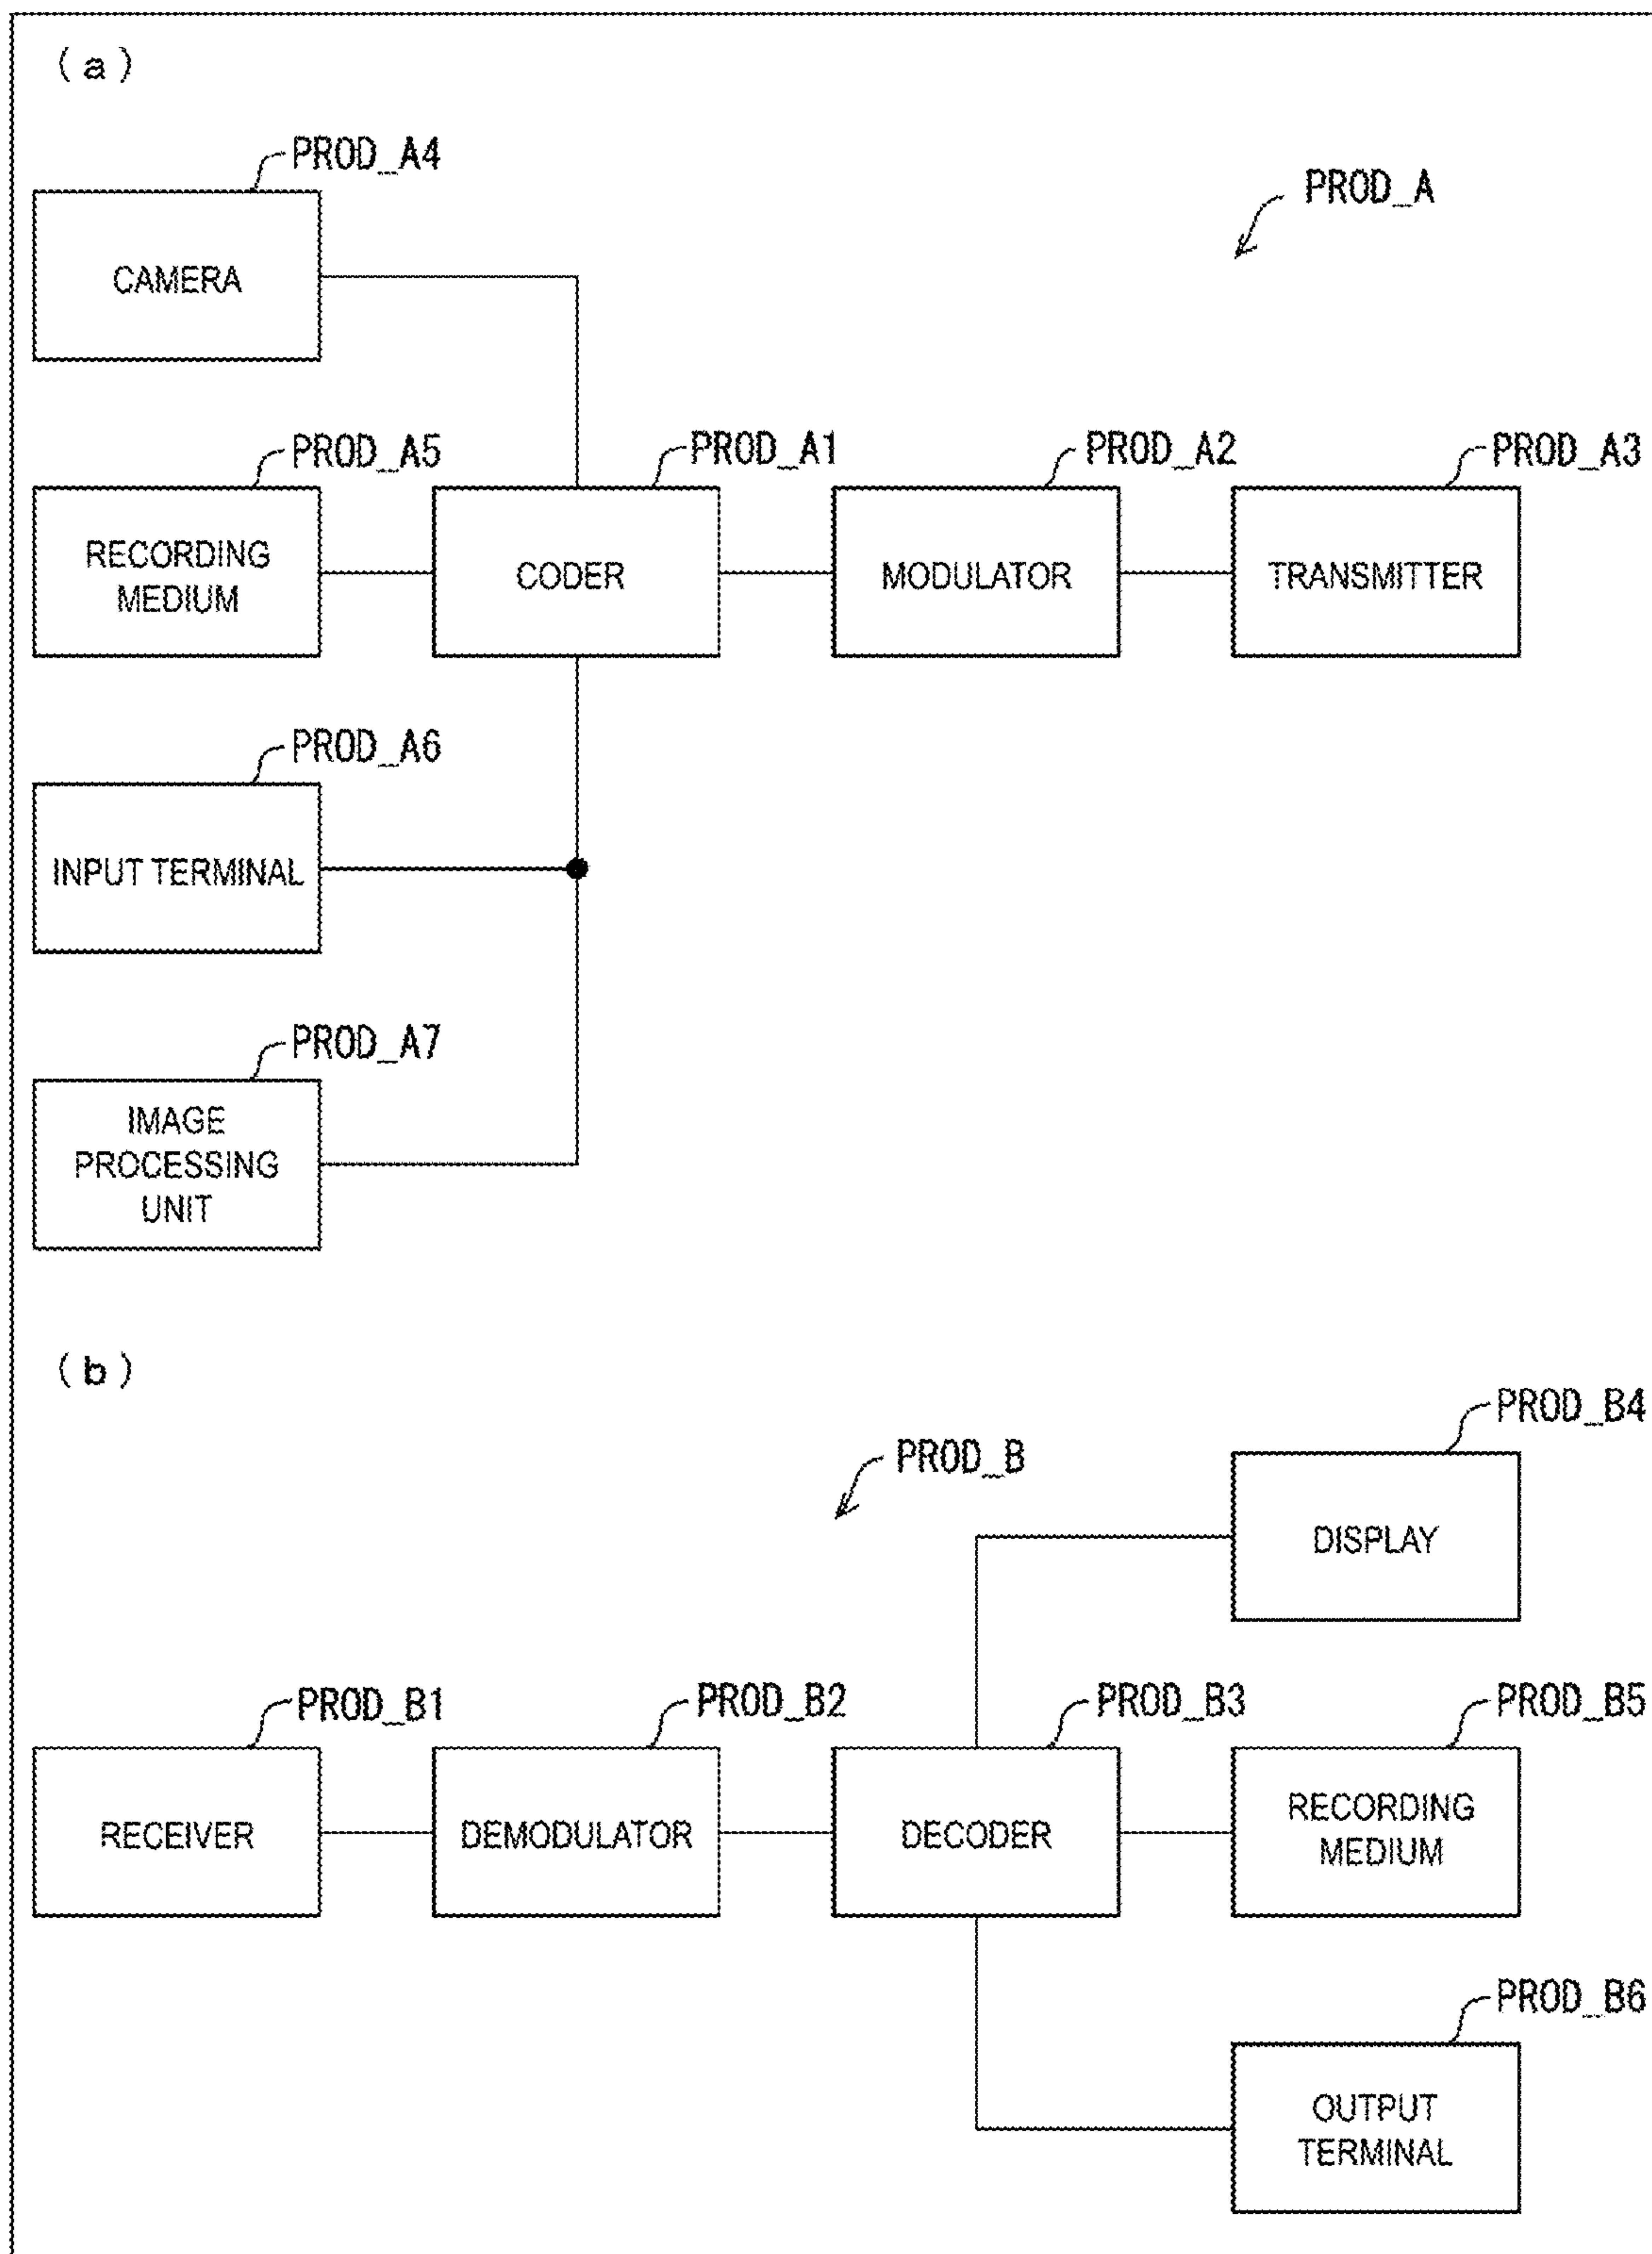 (a)
PROD_A4
PROD_A
CAMERA
PROD_A5
PROD_A1
PROD_A2
PROD_A3
RECORDING
MEDIUM
CODER
MODULATOR
TRANSMITTER
PROD_A6
INPUT TERMINAL
PROD_A7
IMAGE
PROCESSING
UNIT
(b)
PROD_B4
PROD_B
DISPLAY
PROD_B1
PROD_B2
PROD_B3
PROD_B5
RECEIVER
DEMODULATOR
DECODER
RECORDING
MEDIUM
PROD_B6
OUTPUT
TERMINAL